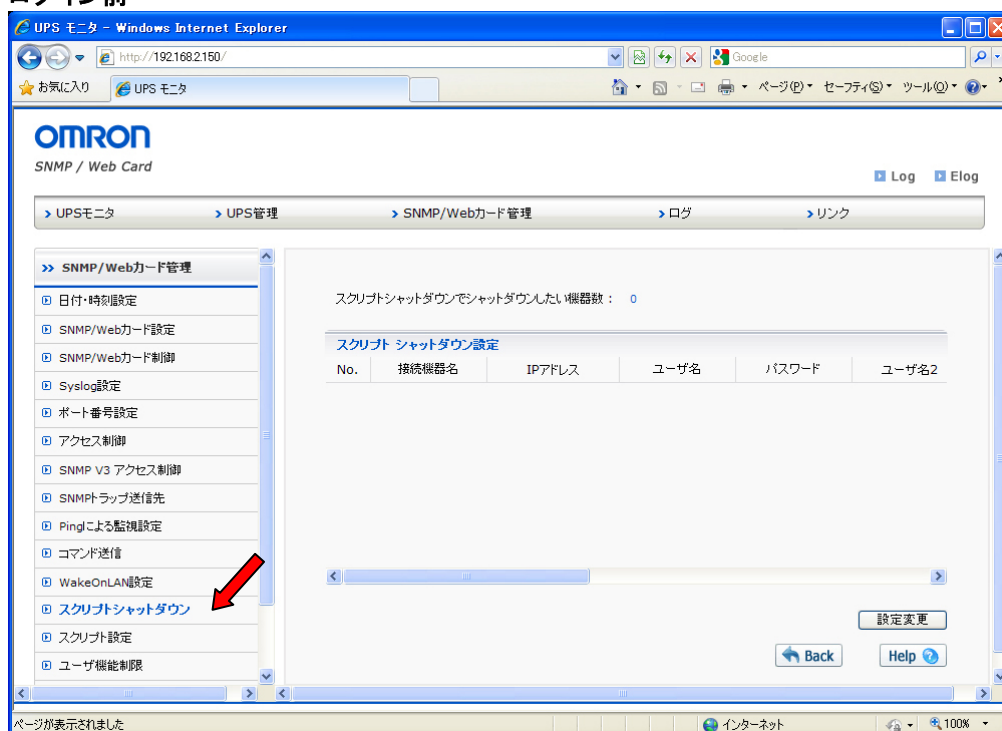 ログイン前
UPS モニタ - Windows Internet Explorer
http://192.168.2.150/
Google
お気に入り
UPS モニタ
ページ(P)
セーフティ(S)
ツール(O)
OMRON
SNMP / Web Card
Log
Elog
UPSモニタ
UPS管理
SNMP/Webカード管理
ログ
リンク
SNMP/Webカード管理
日付・時刻設定
SNMP/Webカード設定
SNMP/Webカード制御
Syslog設定
ポート番号設定
アクセス制御
SNMP V3 アクセス制御
SNMPトラップ送信先
Pingによる監視設定
コマンド送信
WakeOnLAN設定
スクリプトシャットダウン
スクリプト設定
ユーザ機能制限
スクリプトシャットダウンでシャットダウンしたい機器数： 0
スクリプト シャットダウン設定
No. 接続機器名 IPアドレス ユーザ名 パスワード ユーザ名2
設定変更
Back
Help
ページが表示されました
インターネット
100%